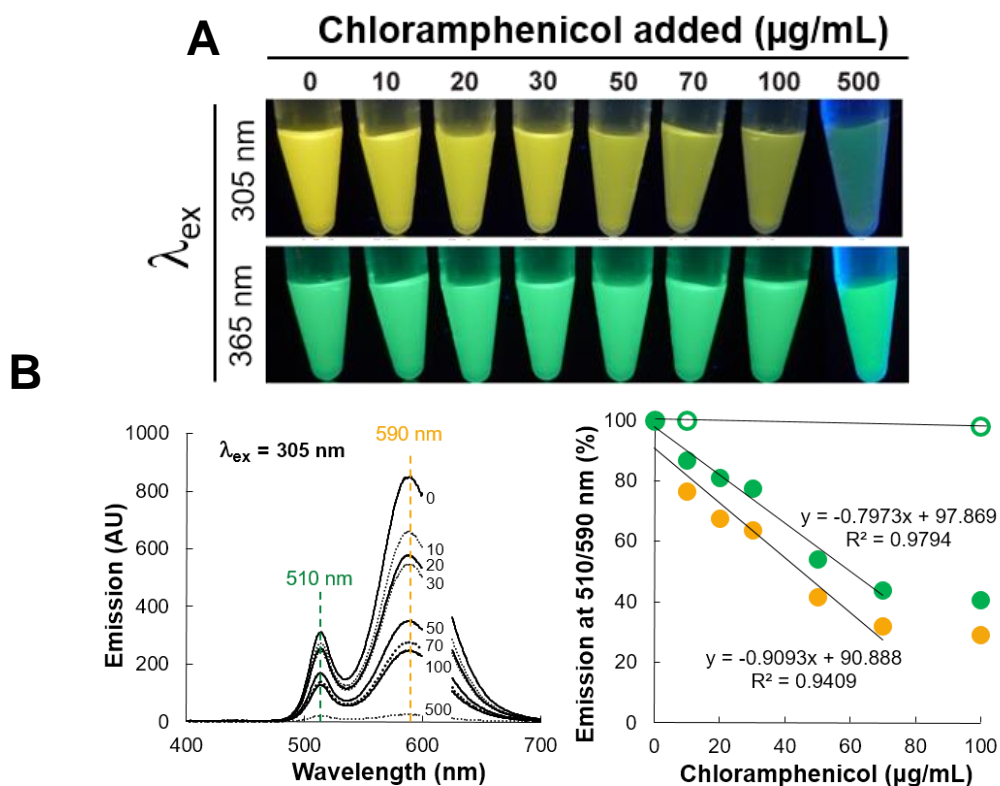 A
Chloramphenicol added (µg/mL)
0 10 20 30 50 70 100 500
λex
305 nm
365 nm
B
1000
800
600
400
200
0
Emission (AU)
λex = 305 nm
510 nm
590 nm
0
10
20
30
50
70
100
500
400 500 600 700
Wavelength (nm)
100
80
60
40
20
0
Emission at 510/590 nm (%)
y = -0.7973x + 97.869
R² = 0.9794
y = -0.9093x + 90.888
R² = 0.9409
0 20 40 60 80 100
Chloramphenicol (µg/mL)